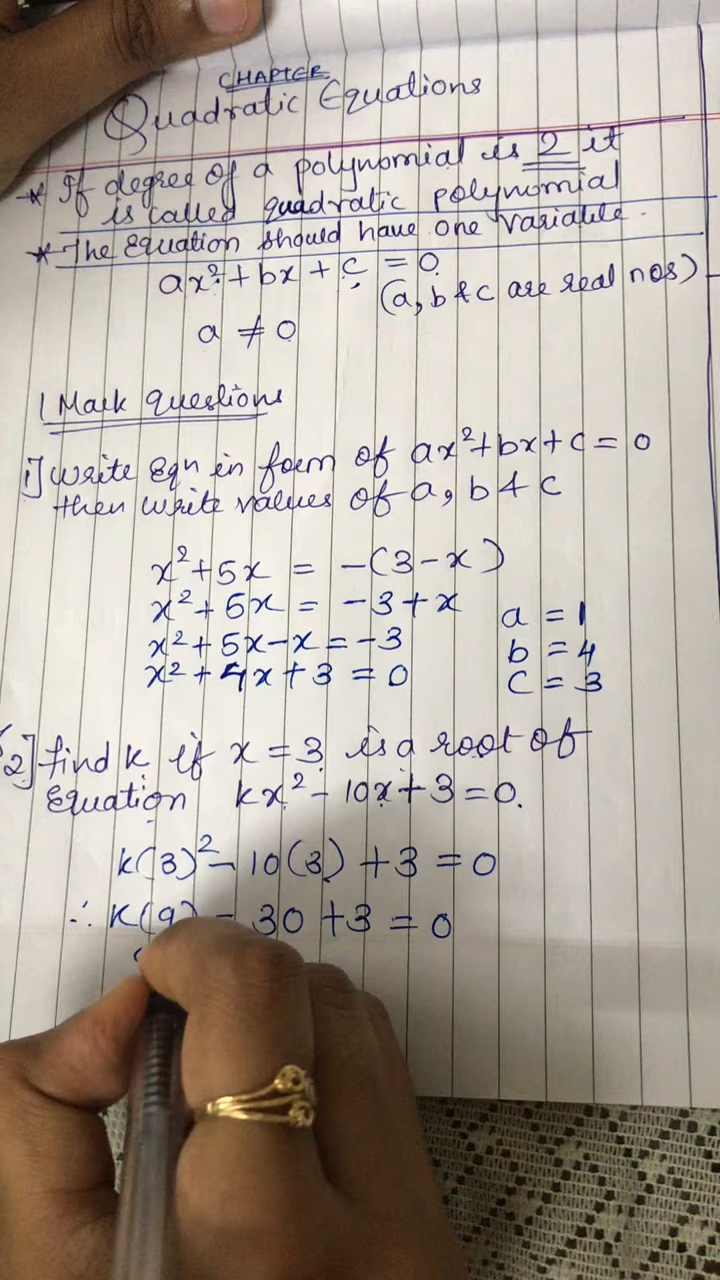 CHAPTER
Quadratic Equations
* If degree of a polynomial is 2 it
is called quadratic polynomial
* The Equation should have one variable.
ax²+bx+c = 0
(a, b & c are real nos)
a ≠ 0
1 Mark questions
1] write Eqn in form of ax²+bx+c = 0
then write values of a, b & c
x²+5x = -(3-x)
x²+5x = -3+x
x²+5x-x = -3
x²+4x+3 = 0
a = 1
b = 4
c = 3
2] find k if x = 3 is a root of
Equation kx²-10x+3=0.
k(3)²-10(3)+3=0
∴ k(9)-30+3=0